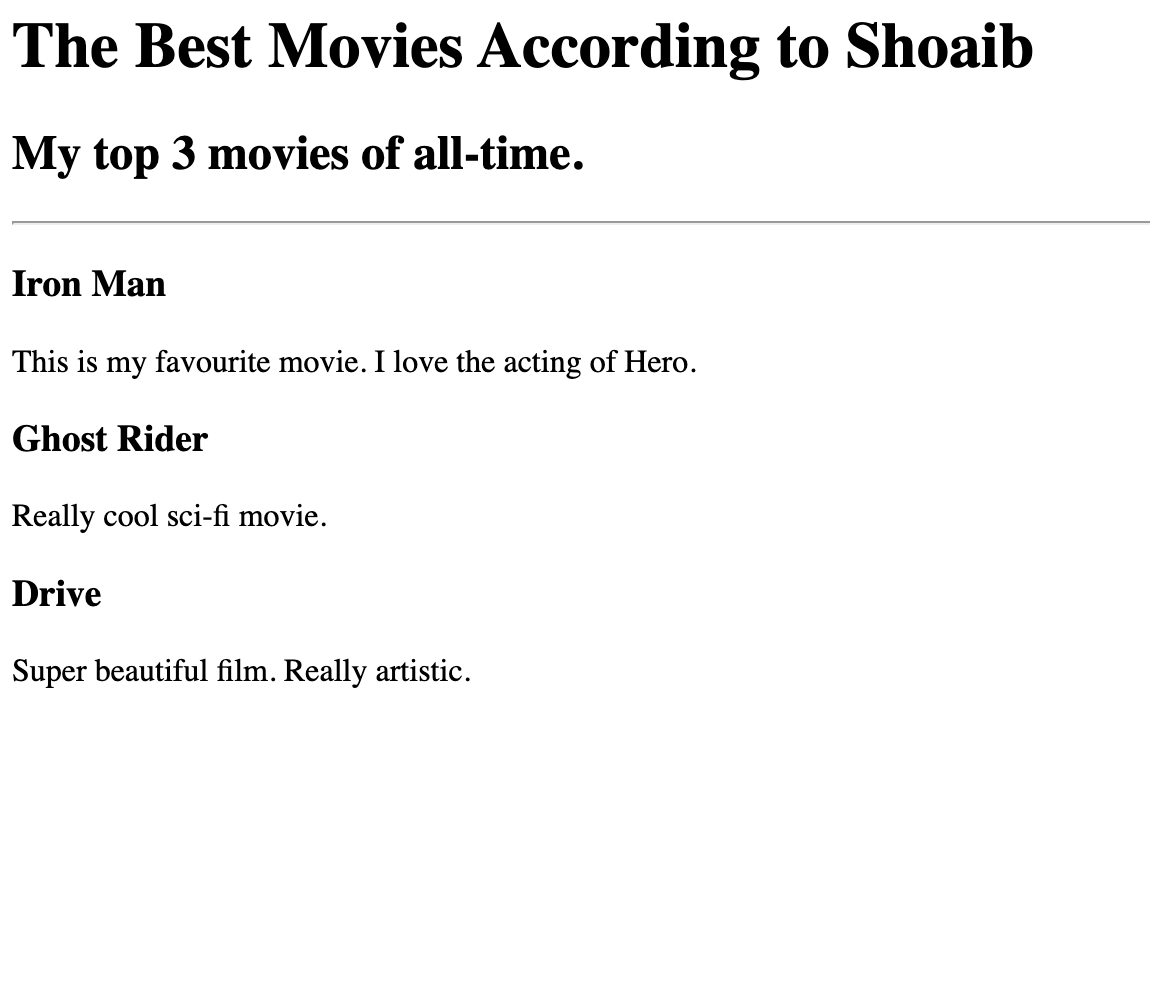 The Best Movies According to Shoaib
My top 3 movies of all-time.
Iron Man
This is my favourite movie. I love the acting of Hero.
Ghost Rider
Really cool sci-fi movie.
Drive
Super beautiful film. Really artistic.